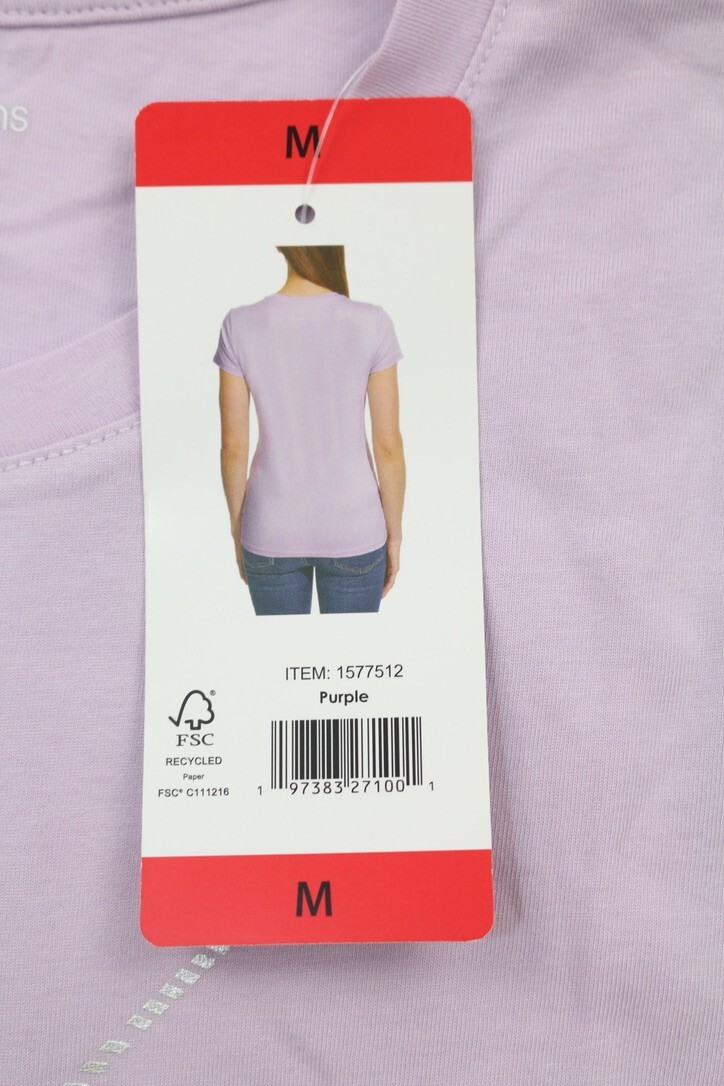 M
ITEM: 1577512
Purple
FSC®
RECYCLED
Paper
FSC® C111216
1 97383 27100 1
M